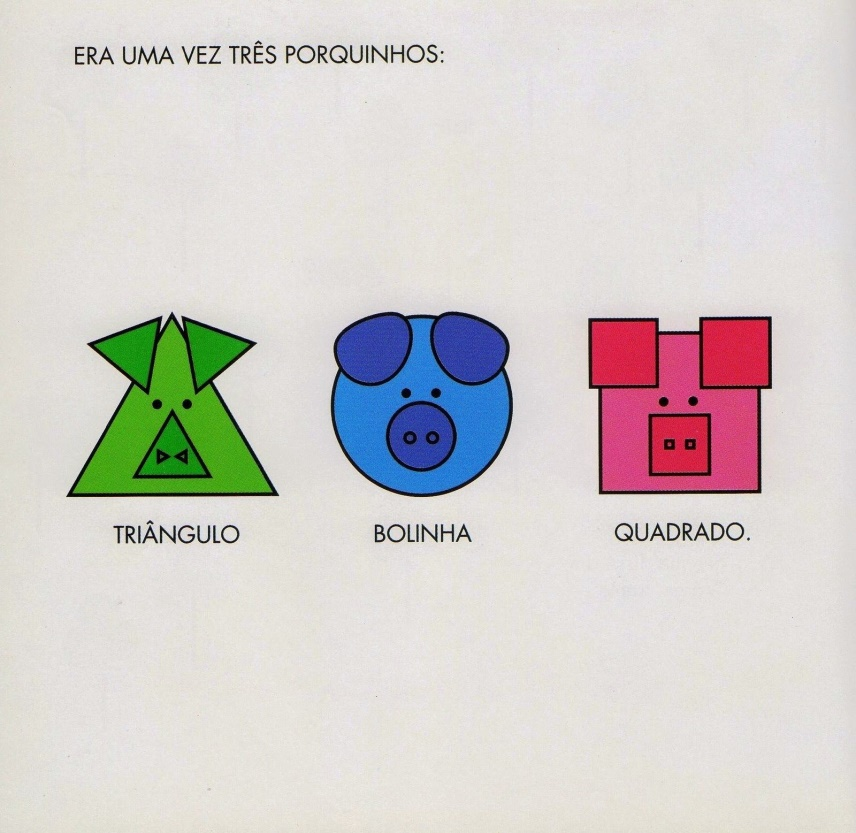 ERA UMA VEZ TRÊS PORQUINHOS:
TRIÂNGULO
BOLINHA
QUADRADO.